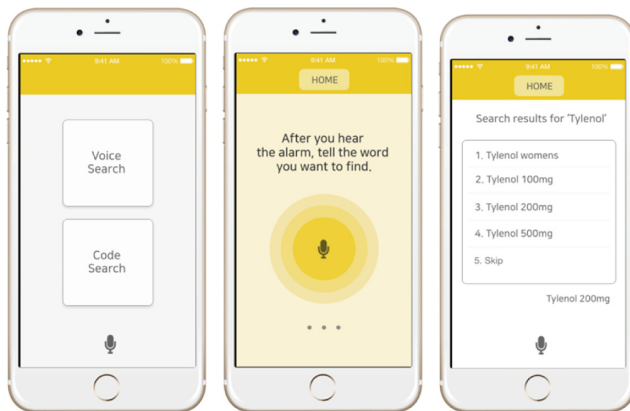 9:41 AM
100%
Voice
Search
Code
Search
9:41 AM
100%
HOME
After you hear
the alarm, tell the word
you want to find.
9:41 AM
100%
HOME
Search results for 'Tylenol'
1. Tylenol womens
2. Tylenol 100mg
3. Tylenol 200mg
4. Tylenol 500mg
5. Skip
Tylenol 200mg